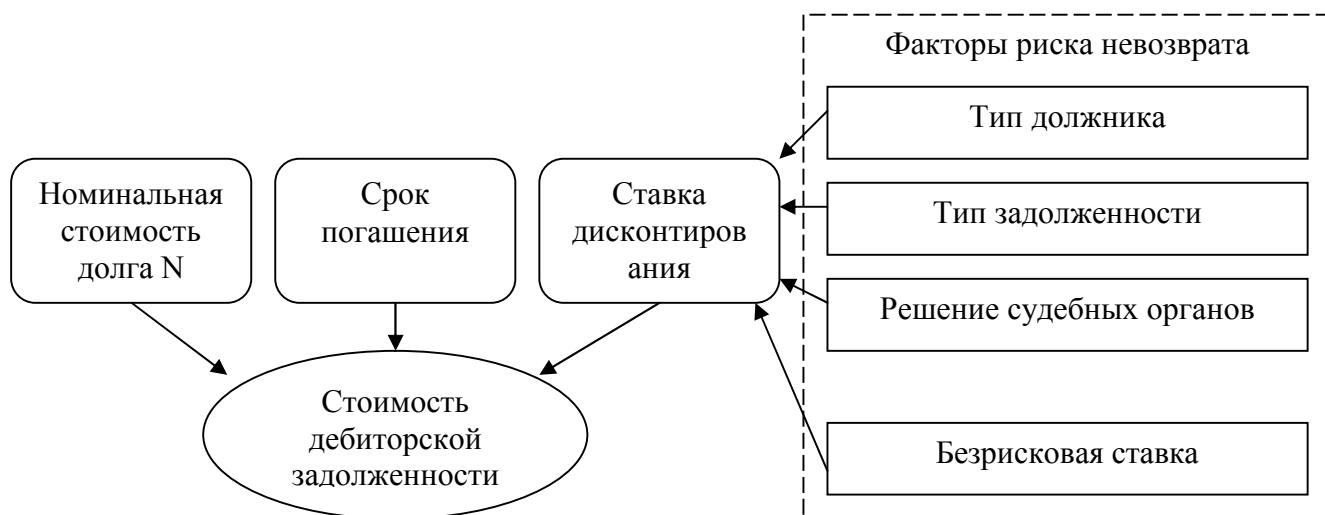 Факторы риска невозврата
Тип должника
Номинальная
стоимость
долга N
Срок
погашения
Ставка
дисконтиров
ания
Тип задолженности
Решение судебных органов
Стоимость
дебиторской
задолженности
Безрисковая ставка